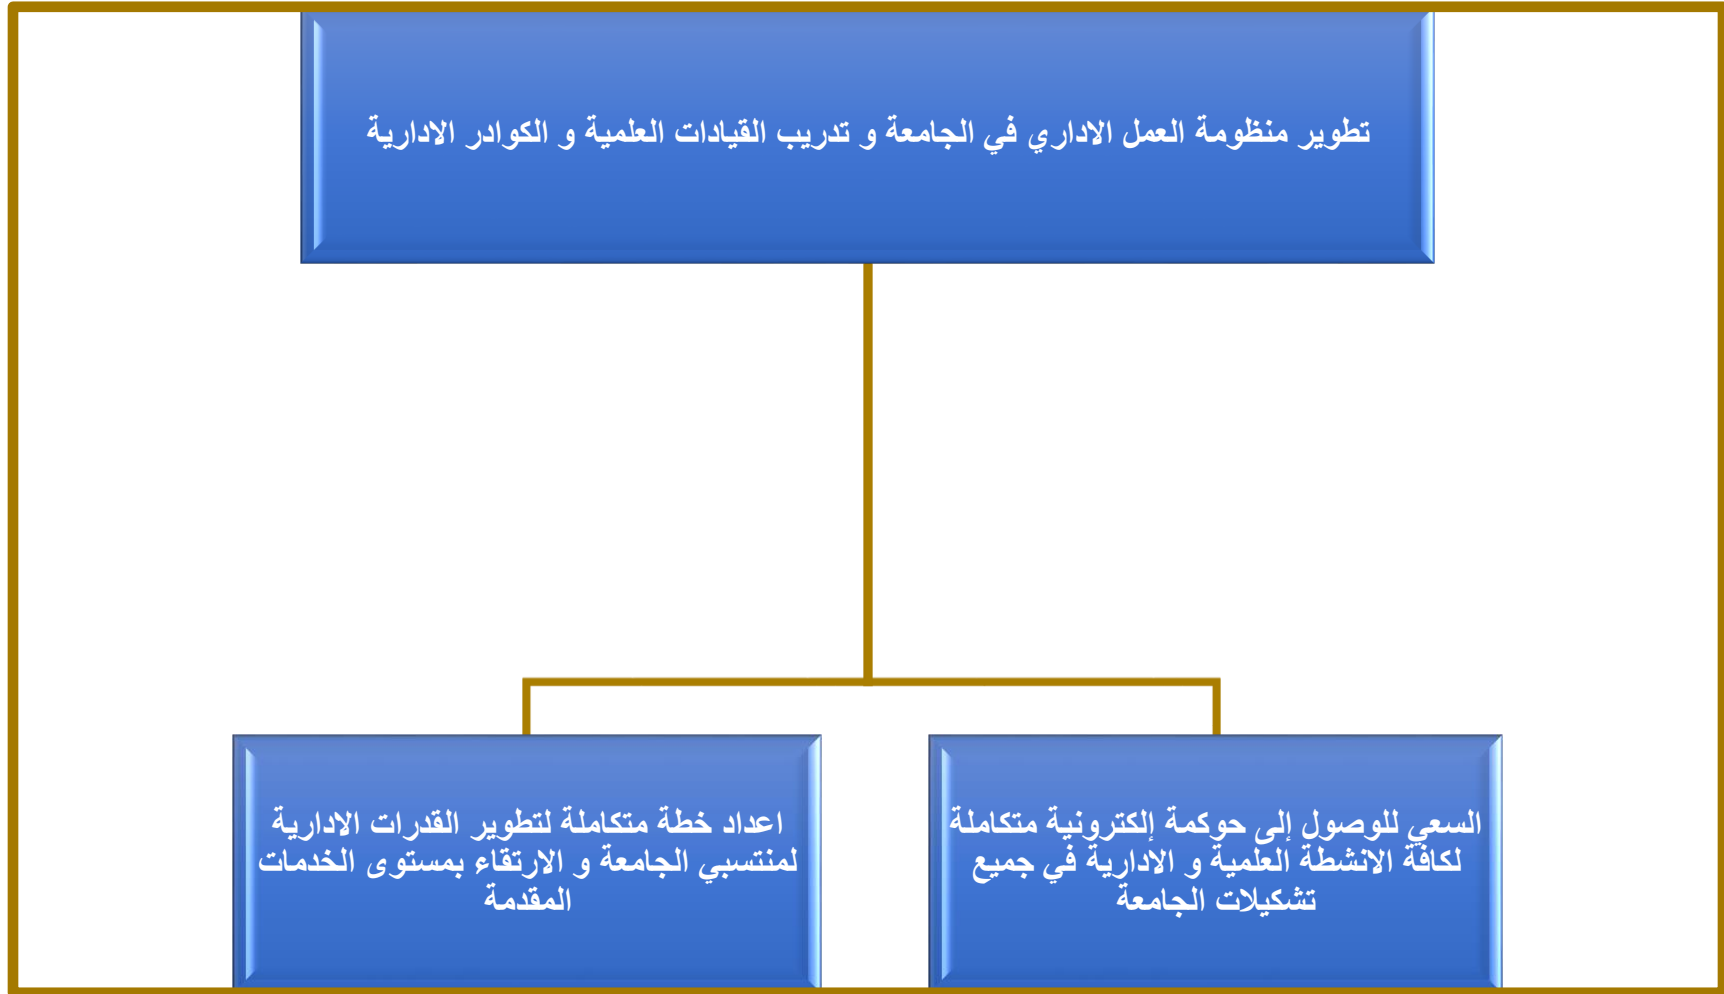 تطوير منظومة العمل الاداري في الجامعة و تدريب القيادات العلمية و الكوادر الادارية
السعي للوصول إلى حوكمة إلكترونية متكاملة
لكافة الانشطة العلمية و الادارية في جميع
تشكيلات الجامعة
اعداد خطة متكاملة لتطوير القدرات الادارية
لمنتسبي الجامعة و الارتقاء بمستوى الخدمات
المقدمة